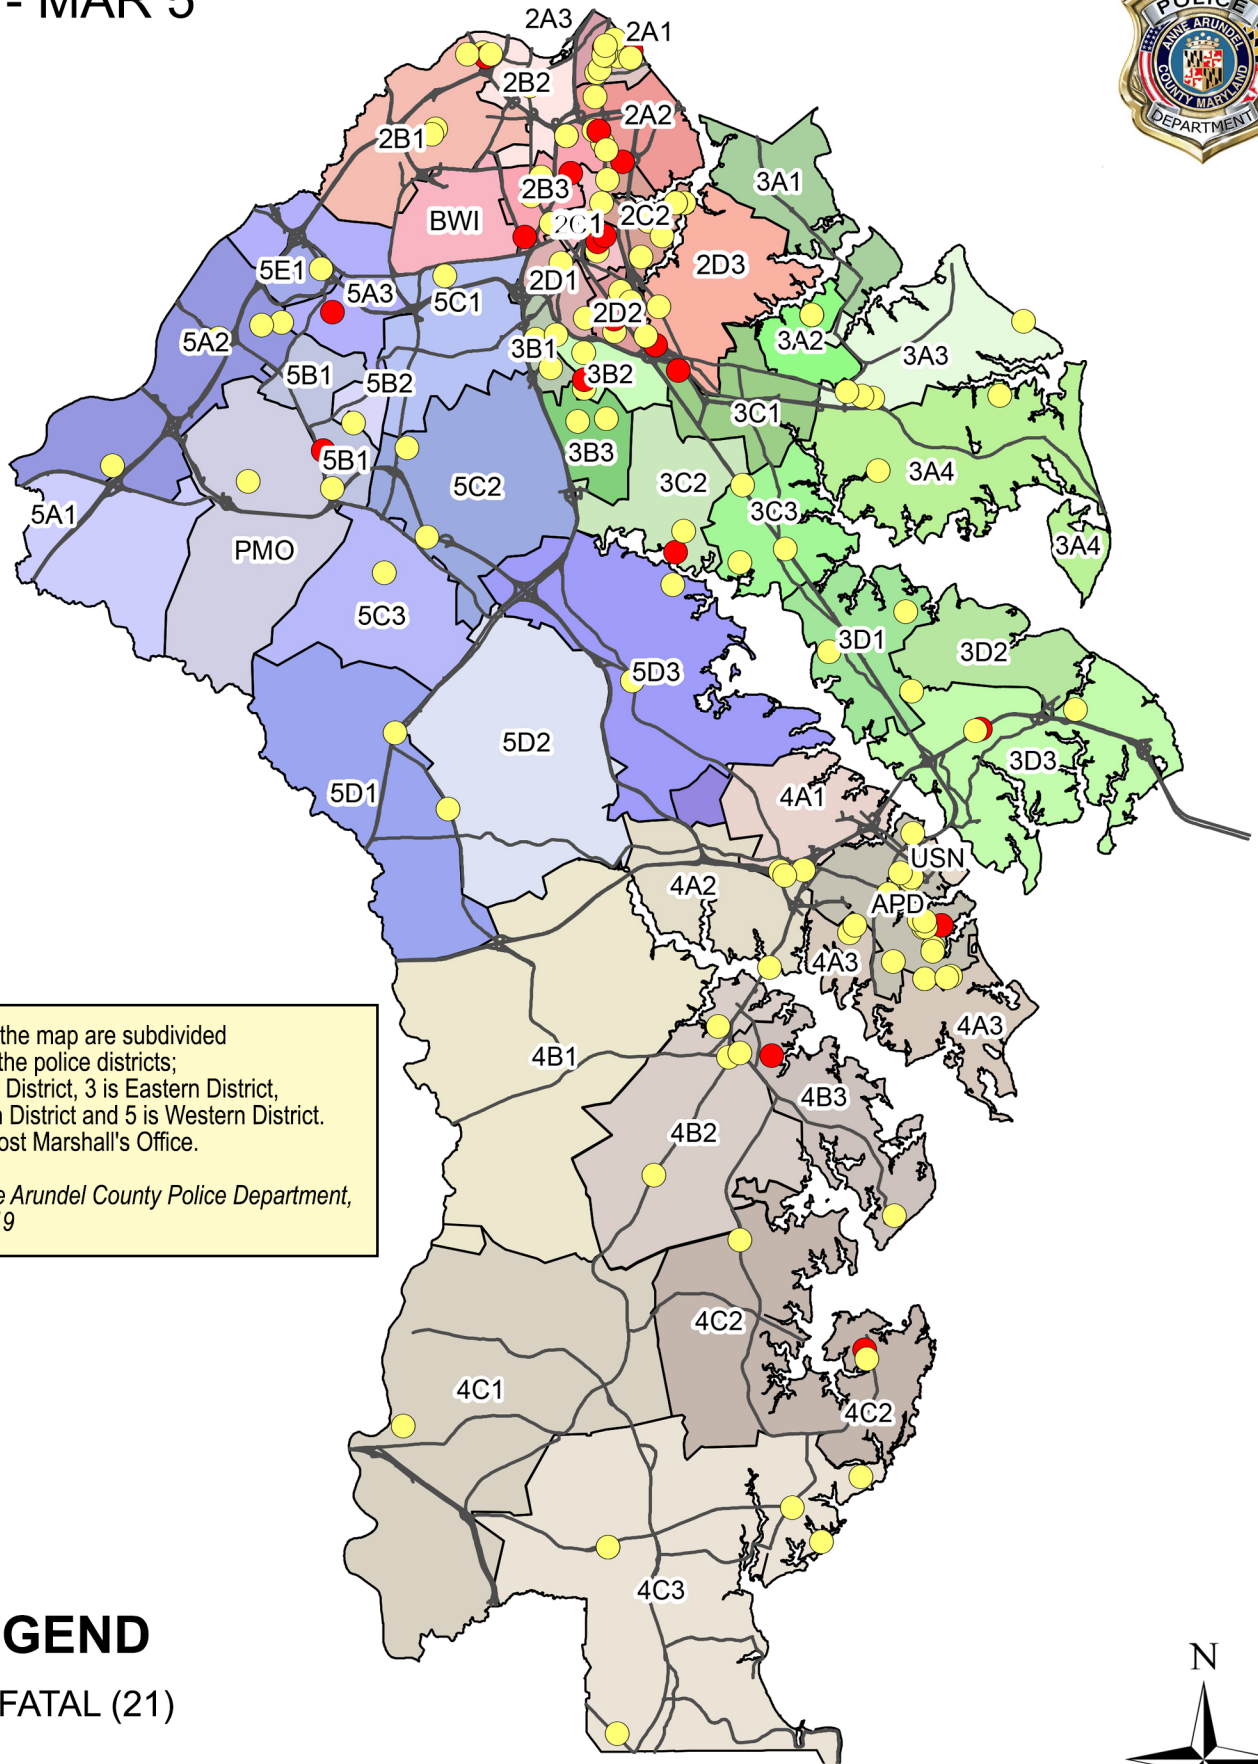 - MAR 5
POLICE
ANNE ARUNDEL
COUNTY MARYLAND
DEPARTMENT
2A3
2A1
2B2
2A2
2B1
3A1
2B3
BWI
2C1
2C2
2D3
5E1
2D1
5A3
5C1
2D2
3A2
5A2
3B1
3A3
5B1
5B2
3B2
3C1
3B3
5B1
3A4
5C2
3C2
5A1
3C3
PMO
3A4
5C3
3D1
3D2
5D3
5D2
3D3
5D1
4A1
USN
4A2
APD
4A3
4A3
4B1
4B3
4B2
4C2
4C1
4C2
4C3
the map are subdivided
the police districts;
District, 3 is Eastern District,
District and 5 is Western District.
ost Marshall's Office.
e Arundel County Police Department,
9
GEND
FATAL (21)
N